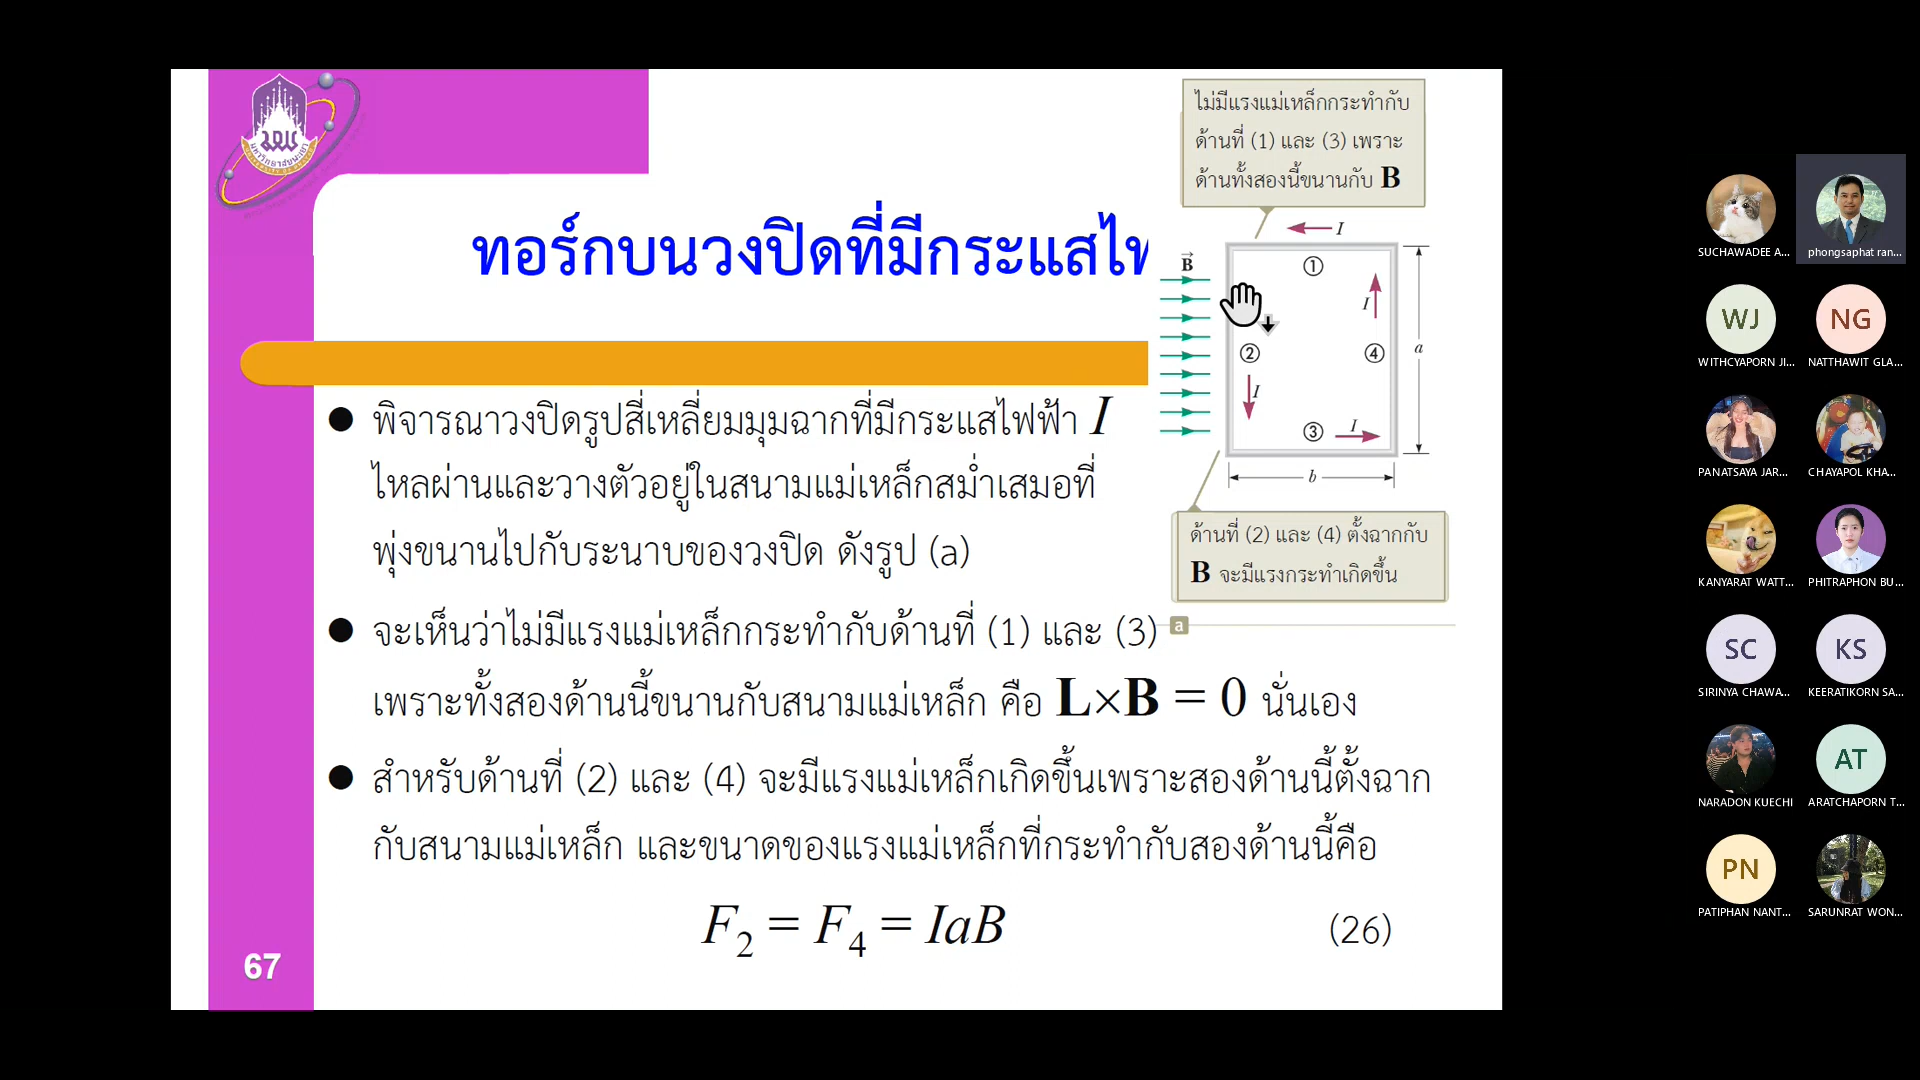 มหาวิทยาลัยพะเยา
ทอร์กบนวงปิดที่มีกระแสไฟ
ไม่มีแรงแม่เหล็กกระทำกับ
ด้านที่ (1) และ (3) เพราะ
ด้านทั้งสองนี้ขนานกับ B
I
B
①
I
②
④
a
I
③
I
b
ด้านที่ (2) และ (4) ตั้งฉากกับ
B จะมีแรงกระทำเกิดขึ้น
a
● พิจารณาวงปิดรูปสี่เหลี่ยมมุมฉากที่มีกระแสไฟฟ้า I
ไหลผ่านและวางตัวอยู่ในสนามแม่เหล็กสม่ำเสมอที่
พุ่งขนานไปกับระนาบของวงปิด ดังรูป (a)
● จะเห็นว่าไม่มีแรงแม่เหล็กกระทำกับด้านที่ (1) และ (3)
เพราะทั้งสองด้านนี้ขนานกับสนามแม่เหล็ก คือ L×B = 0 นั่นเอง
● สำหรับด้านที่ (2) และ (4) จะมีแรงแม่เหล็กเกิดขึ้นเพราะสองด้านนี้ตั้งฉาก
กับสนามแม่เหล็ก และขนาดของแรงแม่เหล็กที่กระทำกับสองด้านนี้คือ
F₂ = F₄ = IaB (26)
67
SUCHAWADEE A...
phongsaphat ran...
WJ
NG
WITHCYAPORN JI...
NATTHAWIT GLA...
PANATSAYA JAR...
CHAYAPOL KHA...
KANYARAT WATT...
PHITRAPHON BU...
SC
KS
SIRINYA CHAWA...
KEERATIKORN SA...
AT
NARADON KUECHI
ARATCHAPORN T...
PN
PATIPHAN NANT...
SARUNRAT WON...